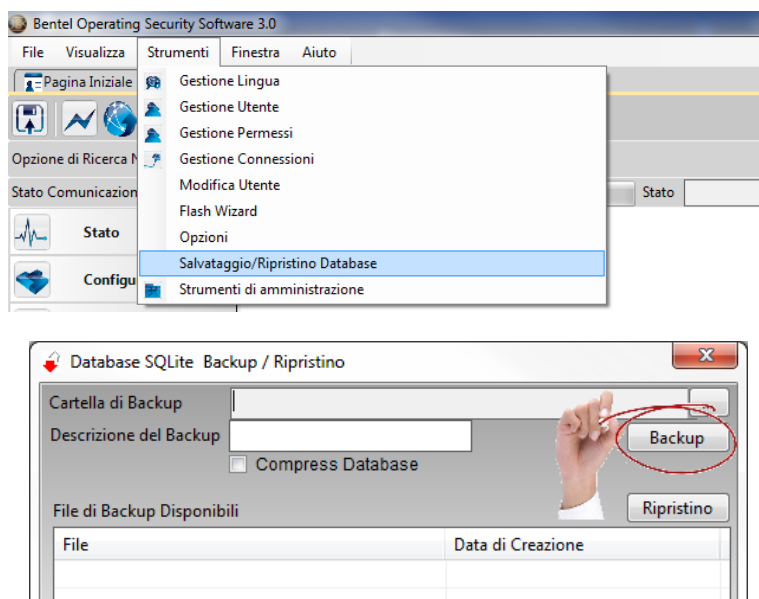 Bentel Operating Security Software 3.0
File Visualizza Strumenti Finestra Aiuto
Pagina Iniziale
Gestione Lingua
Gestione Utente
Gestione Permessi
Opzione di Ricerca
Gestione Connessioni
Stato
Modifica Utente
Stato
Flash Wizard
Opzioni
Salvataggio/Ripristino Database
Strumenti di amministrazione
Database SQLite Backup / Ripristino
Cartella di Backup
...
Descrizione del Backup
Backup
Compress Database
File di Backup Disponibili
Ripristino
File
Data di Creazione